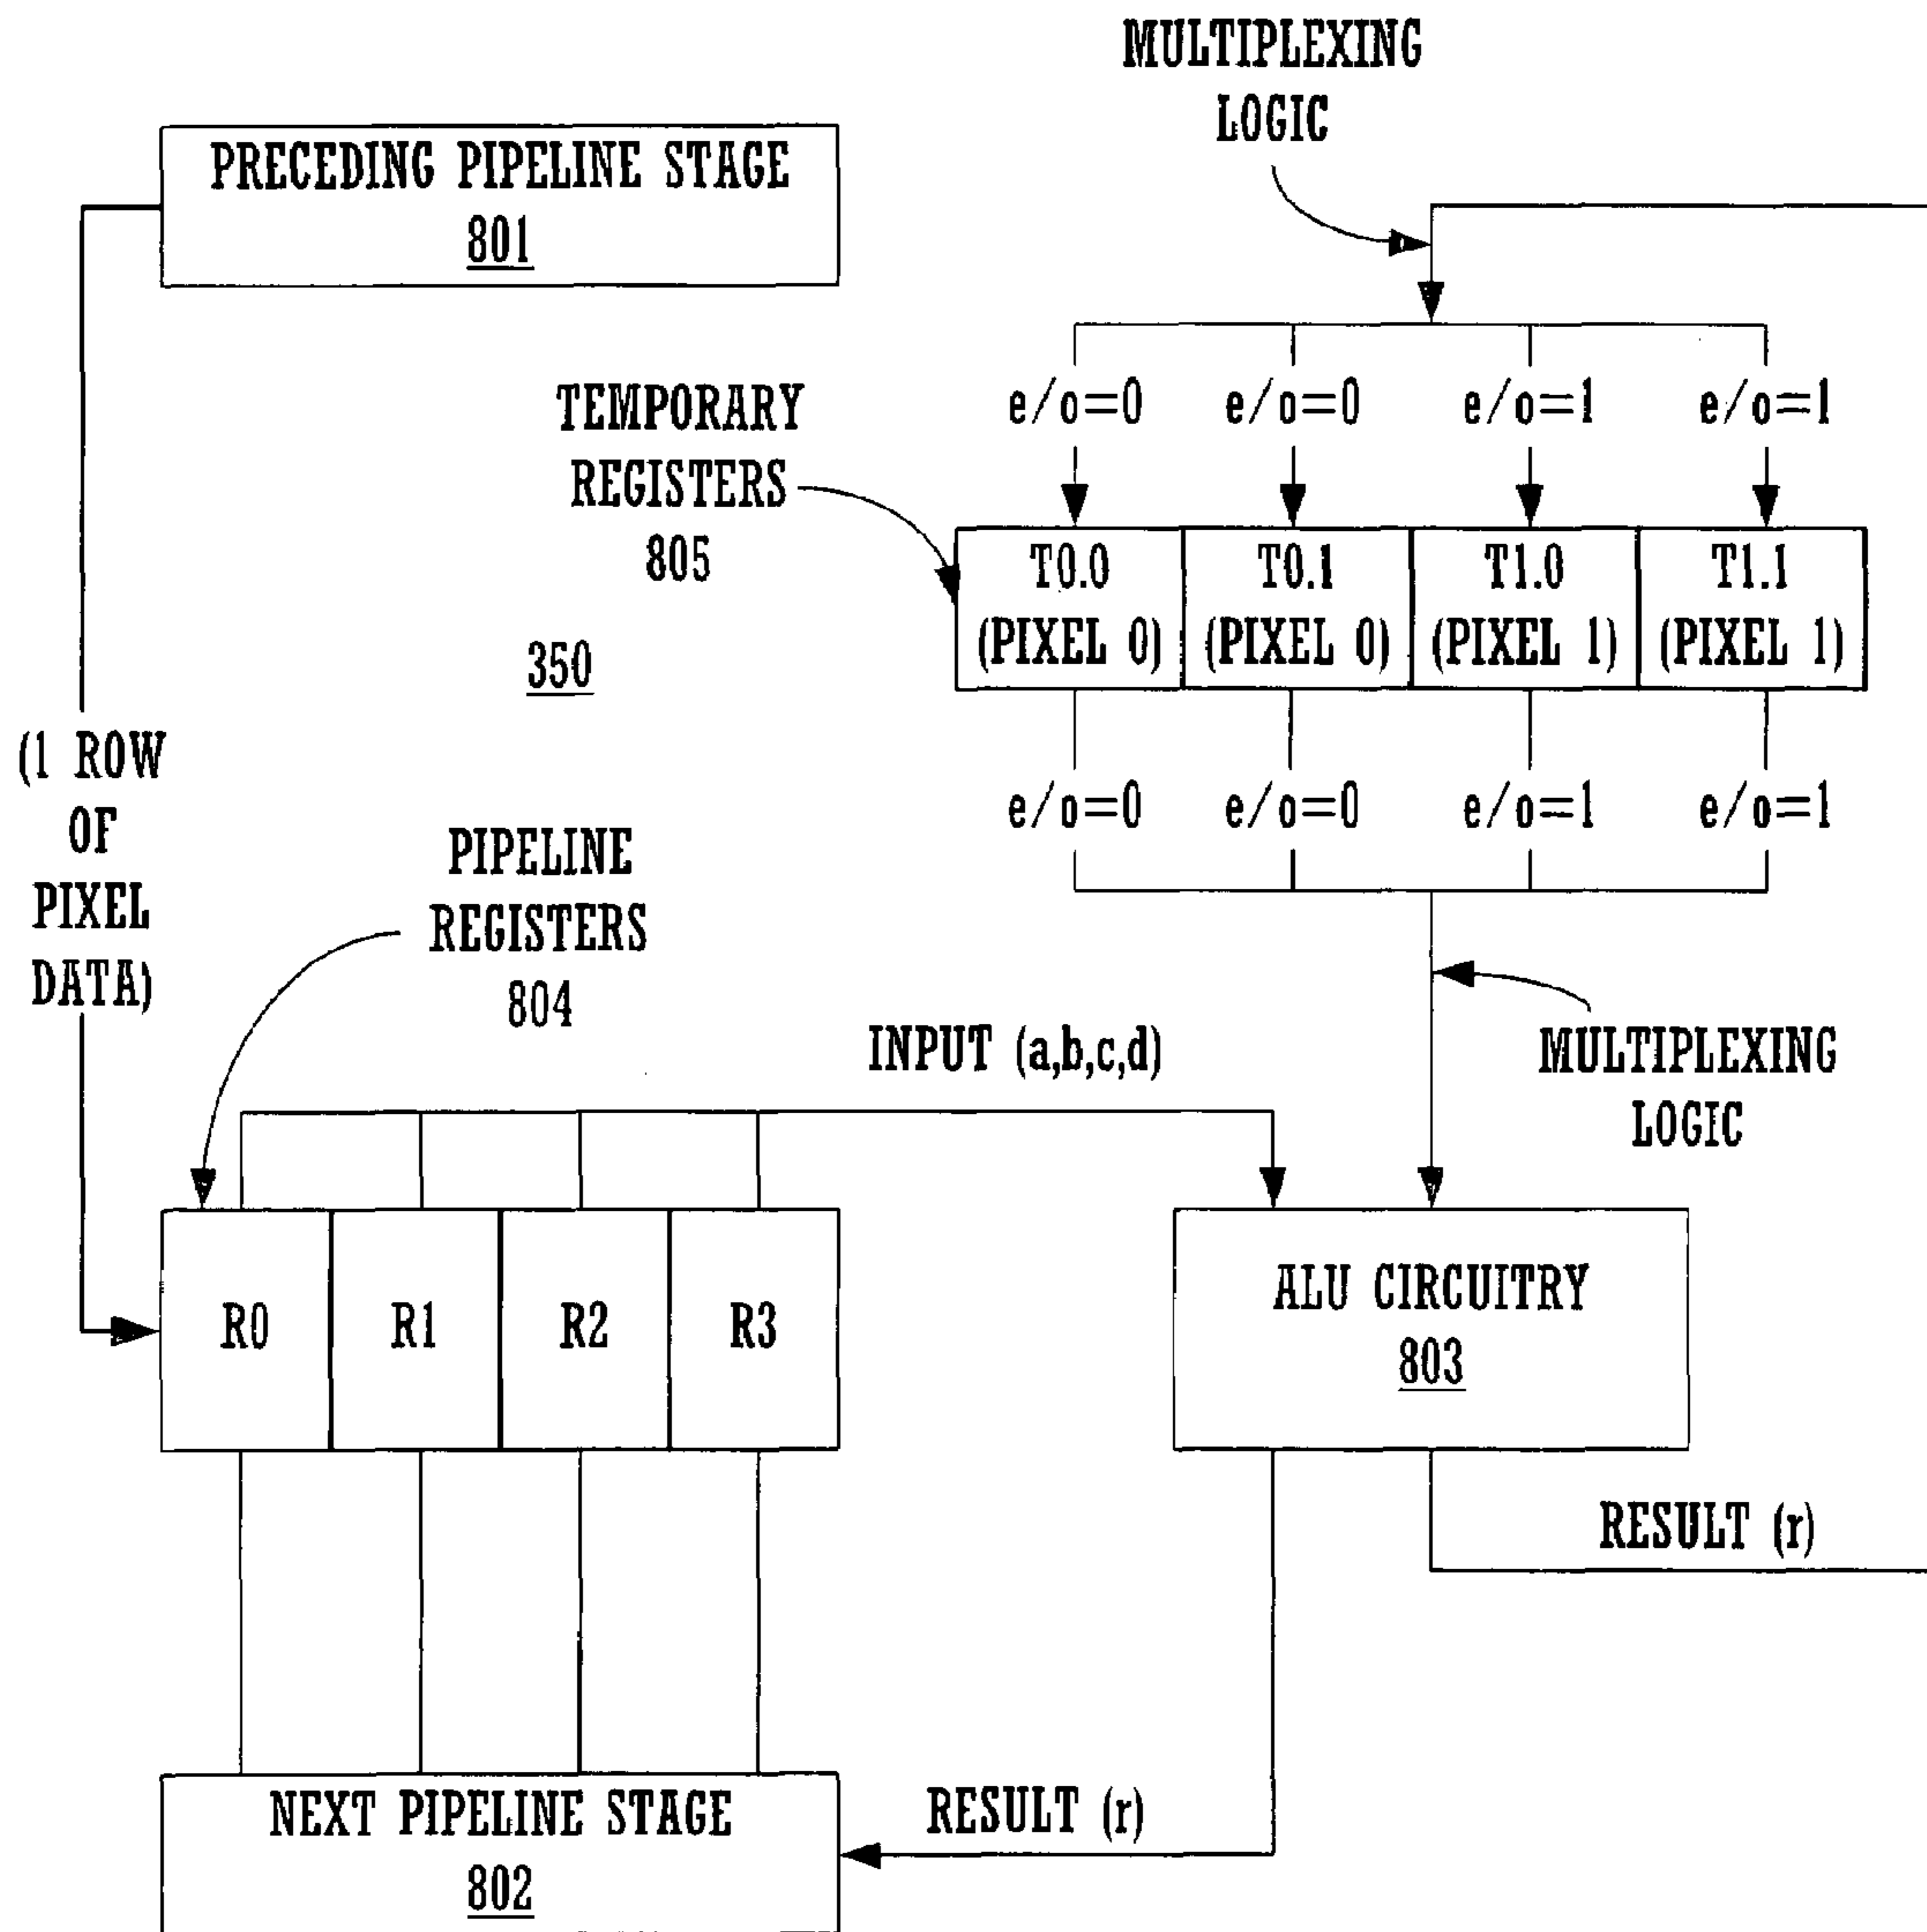 MULTIPLEXING
LOGIC
PRECEDING PIPELINE STAGE
801
e/o=0 e/o=0 e/o=1 e/o=1
TEMPORARY
REGISTERS
805
T0.0 T0.1 T1.0 T1.1
(PIXEL 0) (PIXEL 0) (PIXEL 1) (PIXEL 1)
350
(1 ROW
OF
PIXEL
DATA)
e/o=0 e/o=0 e/o=1 e/o=1
PIPELINE
REGISTERS
804
INPUT (a,b,c,d)
MULTIPLEXING
LOGIC
R0 R1 R2 R3
ALU CIRCUITRY
803
RESULT (r)
NEXT PIPELINE STAGE
802
RESULT (r)